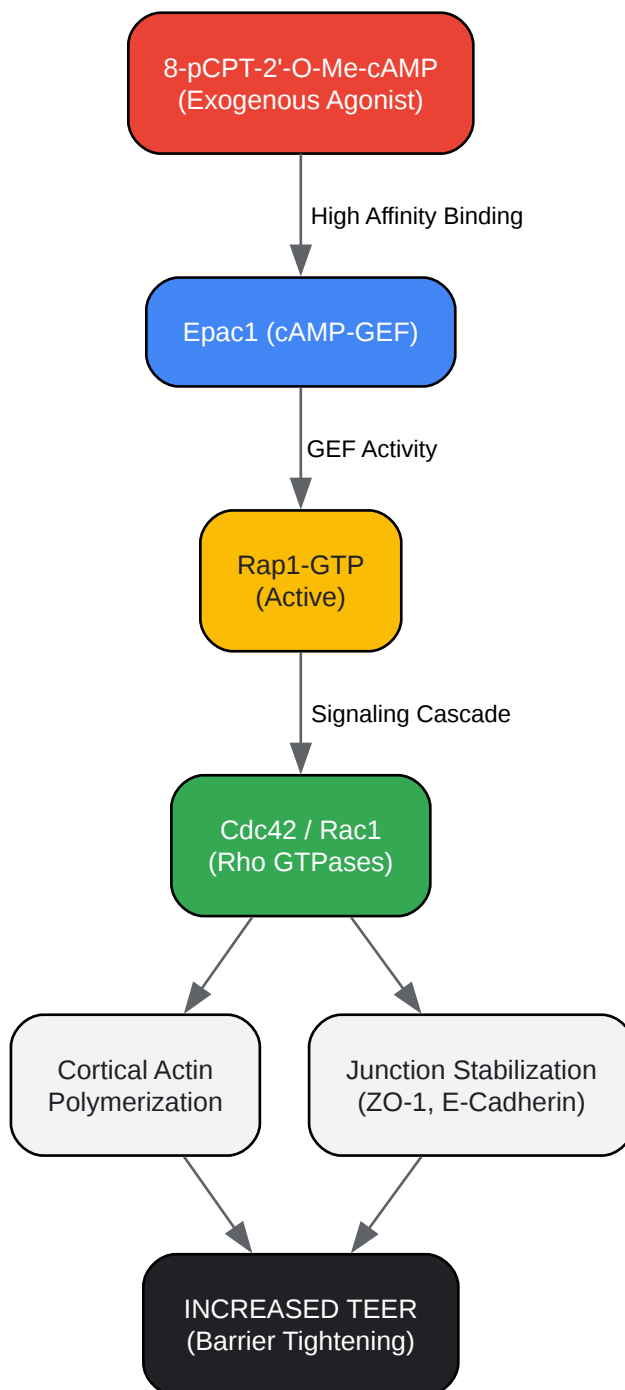 8-pCPT-2'-O-Me-cAMP
(Exogenous Agonist)
High Affinity Binding
Epac1 (cAMP-GEF)
GEF Activity
Rap1-GTP
(Active)
Signaling Cascade
Cdc42 / Rac1
(Rho GTPases)
Cortical Actin
Polymerization
Junction Stabilization
(ZO-1, E-Cadherin)
INCREASED TEER
(Barrier Tightening)